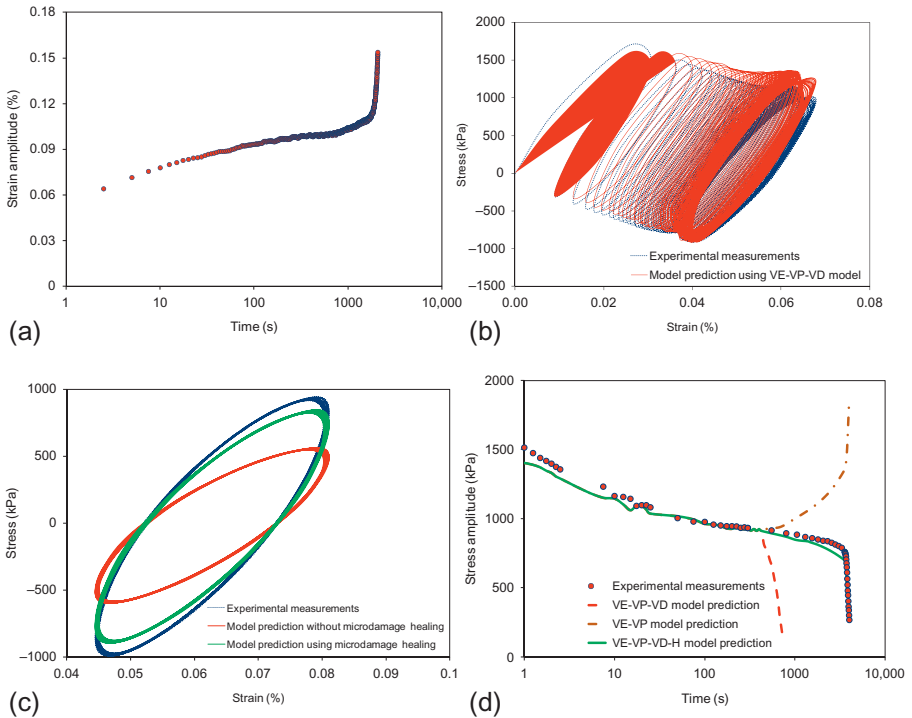 0.18
0.15
0.12
0.09
0.06
0.03
0
Strain amplitude (%)
1
10
100
1000
10,000
Time (s)
(a)
2000
1500
1000
500
0
–500
–1000
–1500
Stress (kPa)
Experimental measurements
Model prediction using VE-VP-VD model
0.00
0.02
0.04
0.06
0.08
Strain (%)
(b)
1000
500
0
–500
–1000
Stress (kPa)
Experimental measurements
Model prediction without microdamage healing
Model prediction using microdamage healing
0.04
0.05
0.06
0.07
0.08
0.09
0.1
Strain (%)
(c)
2000
1500
1000
500
0
Stress amplitude (kPa)
Experimental measurements
VE-VP-VD model prediction
VE-VP model prediction
VE-VP-VD-H model prediction
1
10
100
1000
10,000
Time (s)
(d)